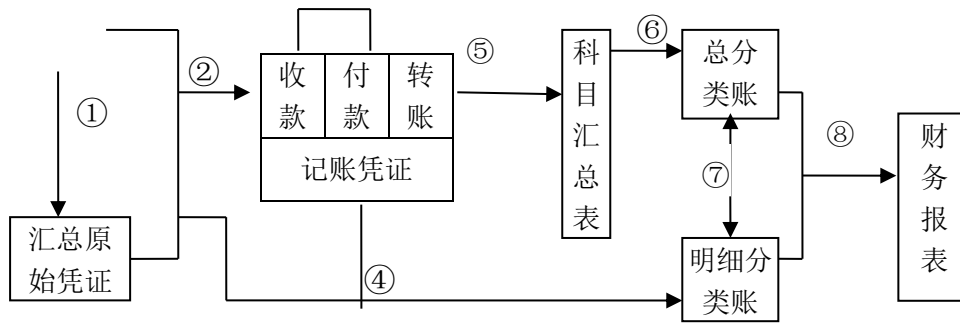 ①
汇总原
始凭证
②
收款
付款
转账
记账凭证
④
⑤
科目汇总表
⑥
总分
类账
⑦
明细分
类账
⑧
财务报表